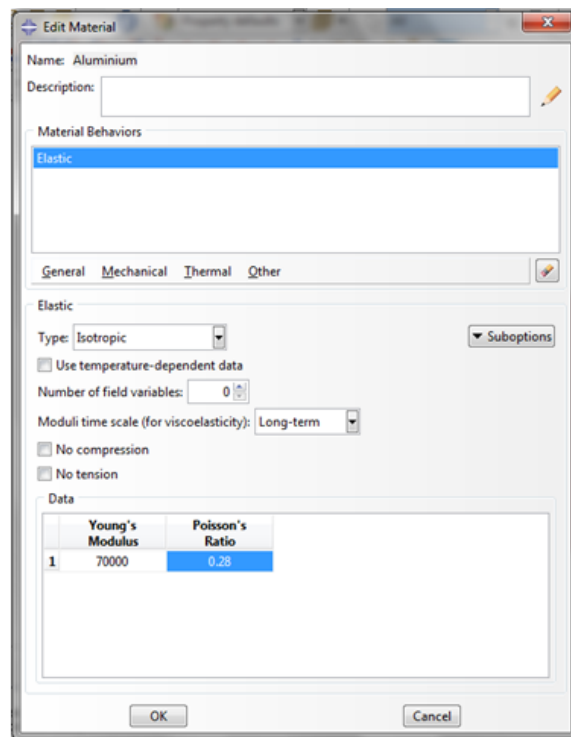 Edit Material
Name: Aluminium
Description:
Material Behaviors
Elastic
General Mechanical Thermal Other
Elastic
Type: Isotropic
Suboptions
Use temperature-dependent data
Number of field variables: 0
Moduli time scale (for viscoelasticity): Long-term
No compression
No tension
Data
Young's Poisson's
Modulus Ratio
1 70000 0.28
OK Cancel